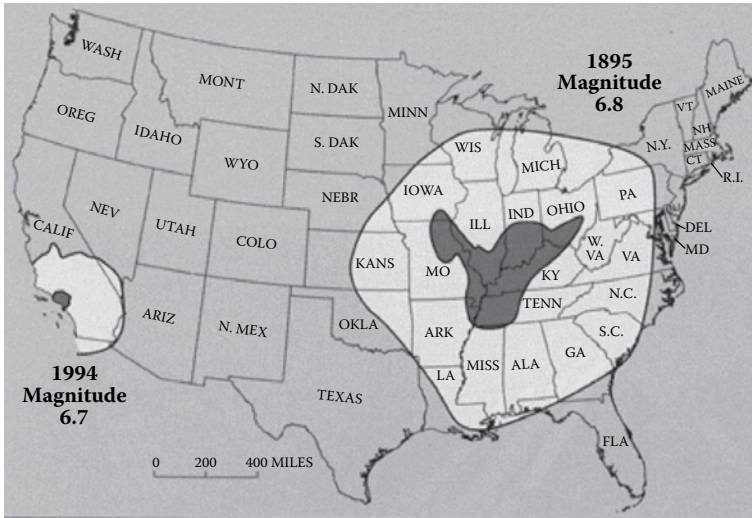 WASH
MONT
N. DAK
MINN
1895
Magnitude
6.8
MAINE
VT
NH
N.Y.
MASS
CT
R.I.
OREG
IDAHO
S. DAK
WIS
MICH
WYO
NEBR
IOWA
PA
NEV
UTAH
COLO
ILL
IND
OHIO
CALIF
KANS
MO
W.
VA
VA
DEL
MD
KY
ARIZ
N. MEX
OKLA
TENN
N.C.
ARK
S.C.
1994
Magnitude
6.7
LA
MISS
ALA
GA
TEXAS
FLA
0 200 400 MILES